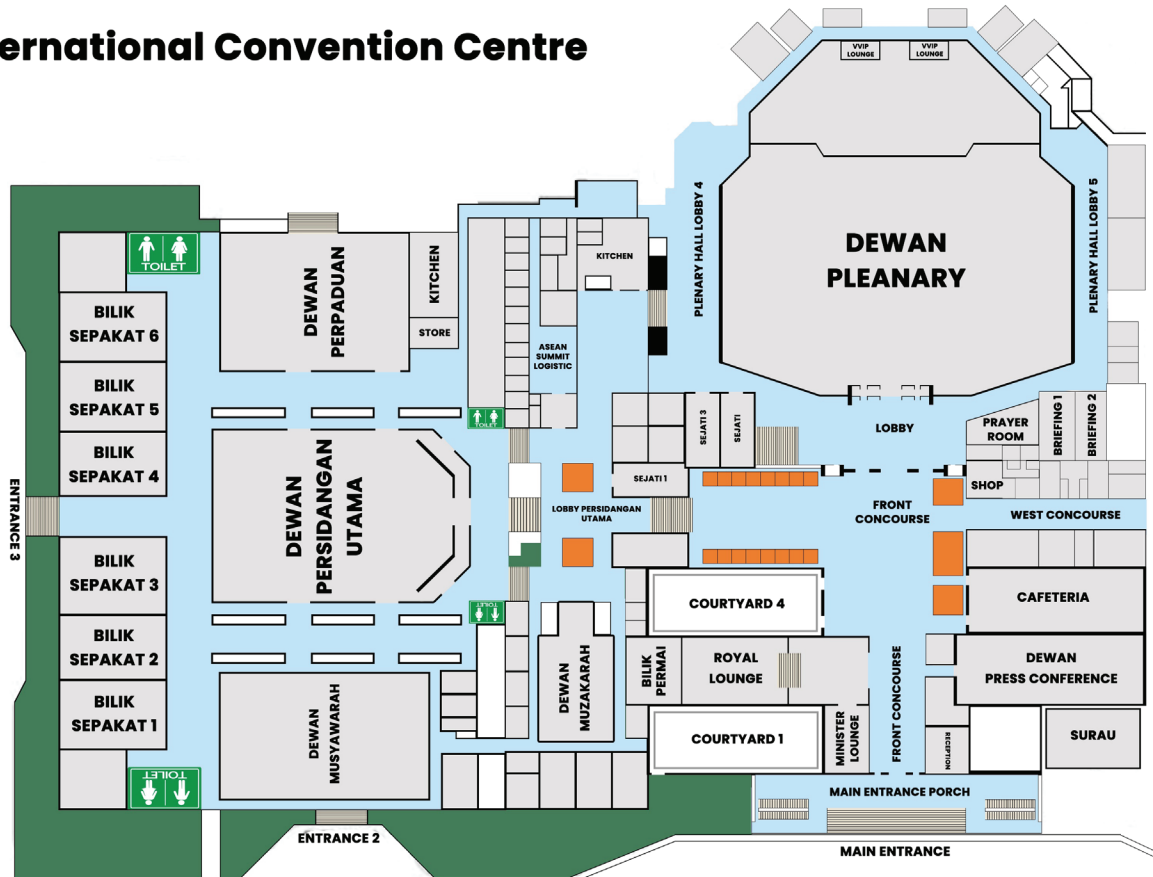 ernational Convention Centre
VVIP
LOUNGE
VVIP
LOUNGE
PLENARY HALL LOBBY 4
DEWAN
PLEANARY
PLENARY HALL LOBBY 5
TOILET
DEWAN
PERPADUAN
KITCHEN
STORE
KITCHEN
ASEAN
SUMMIT
LOGISTIC
BILIK
SEPAKAT 6
BILIK
SEPAKAT 5
BILIK
SEPAKAT 4
TOILET
SEJATI 3
SEJATI
LOBBY
PRAYER
ROOM
BRIEFING 1
BRIEFING 2
DEWAN
PERSIDANGAN
UTAMA
SEJATI 1
SHOP
ENTRANCE 3
LOBBY PERSIDANGAN
UTAMA
FRONT
CONCOURSE
WEST CONCOURSE
BILIK
SEPAKAT 3
BILIK
SEPAKAT 2
BILIK
SEPAKAT 1
TOILET
COURTYARD 4
CAFETERIA
DEWAN
MUZAKARAH
BILIK
PERMAI
ROYAL
LOUNGE
FRONT CONCOURSE
DEWAN
PRESS CONFERENCE
DEWAN
MUSYAWARAH
COURTYARD 1
MINISTER
LOUNGE
RECEPTION
SURAU
TOILET
MAIN ENTRANCE PORCH
ENTRANCE 2
MAIN ENTRANCE